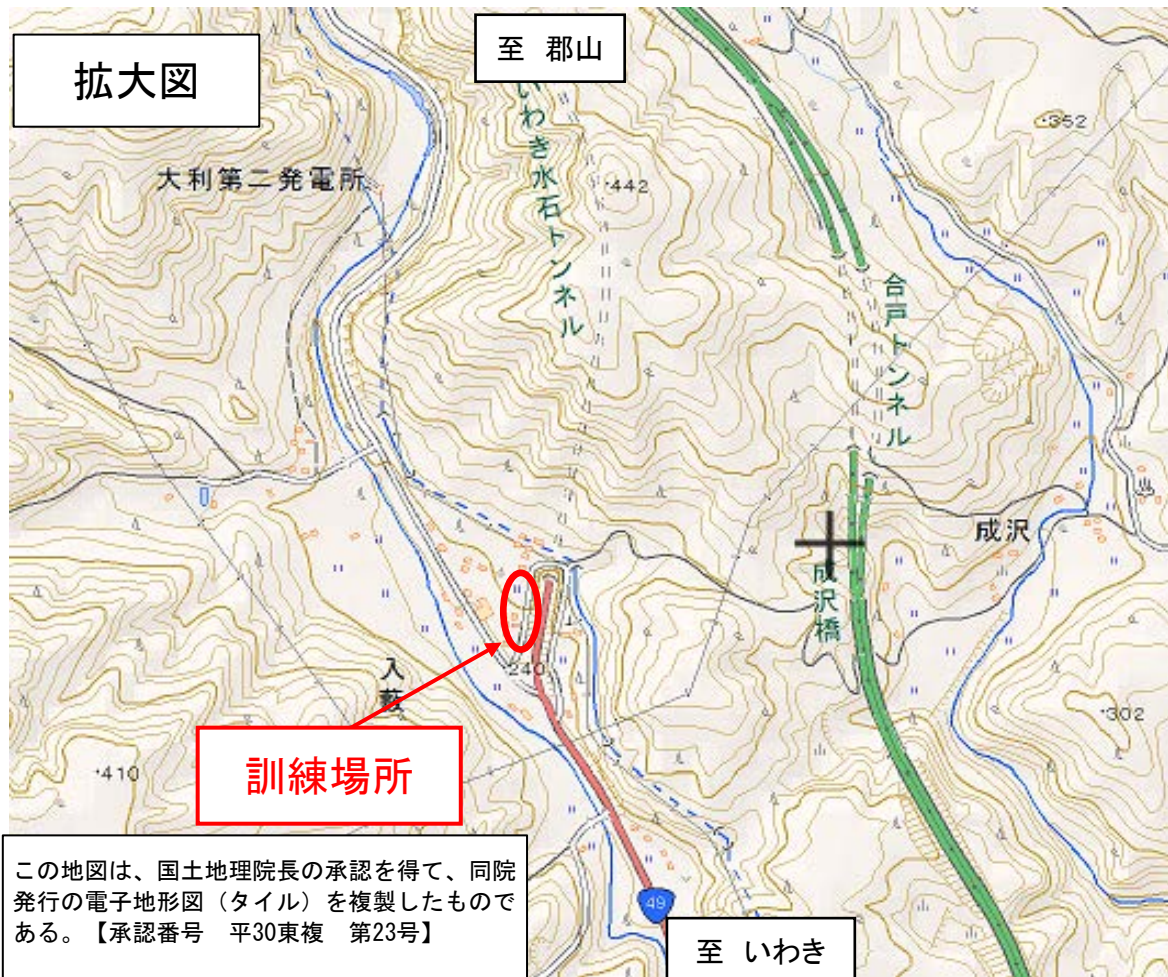 拡大図
至 郡山
いわき水石トンネル
・352
大利第二発電所
・442
合戸トンネル
成沢
成沢橋
240
入藪
・302
訓練場所
・410
この地図は、国土地理院長の承認を得て、同院
発行の電子地形図（タイル）を複製したもので
ある。【承認番号 平30東複 第23号】
49
至 いわき